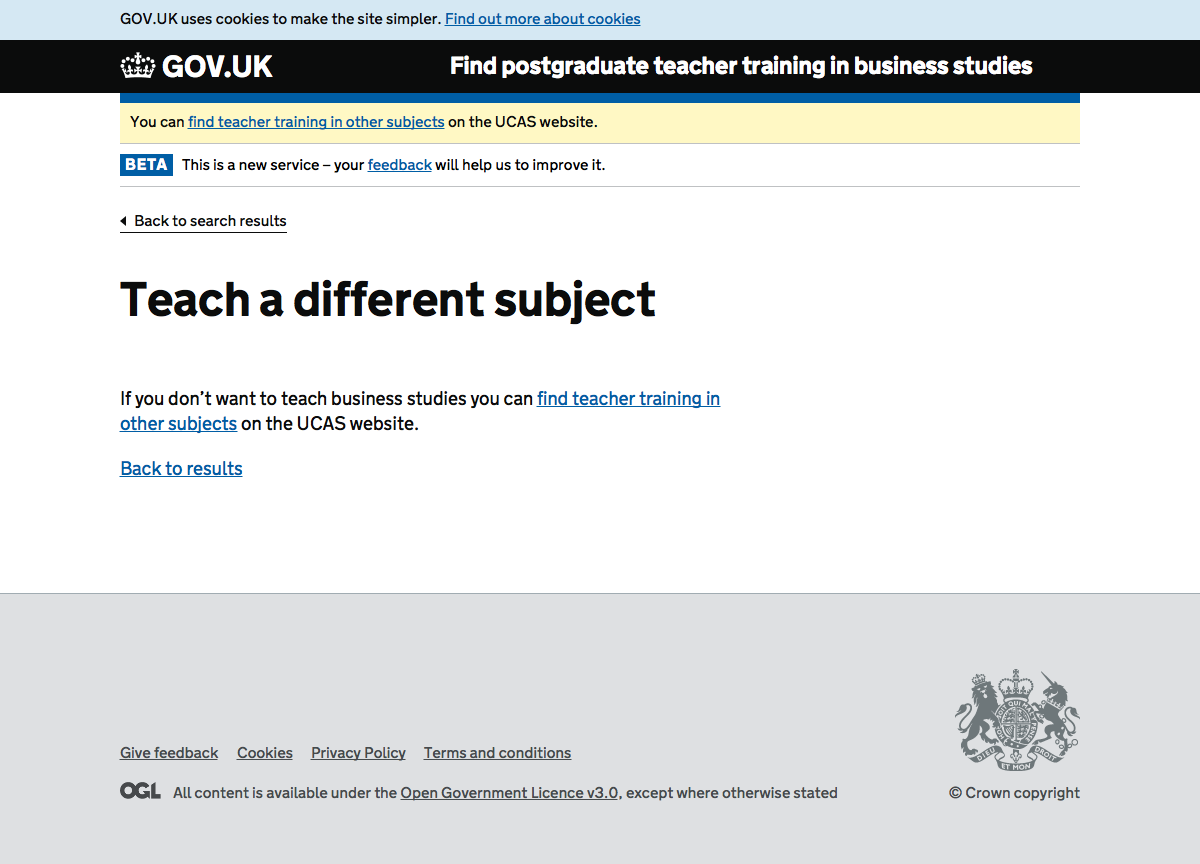 GOV.UK uses cookies to make the site simpler. Find out more about cookies
GOV.UK Find postgraduate teacher training in business studies
You can find teacher training in other subjects on the UCAS website.
BETA This is a new service – your feedback will help us to improve it.
Back to search results
Teach a different subject
If you don’t want to teach business studies you can find teacher training in
other subjects on the UCAS website.
Back to results
DIEU ET MON DROIT
Give feedback Cookies Privacy Policy Terms and conditions
OGL All content is available under the Open Government Licence v3.0, except where otherwise stated
© Crown copyright